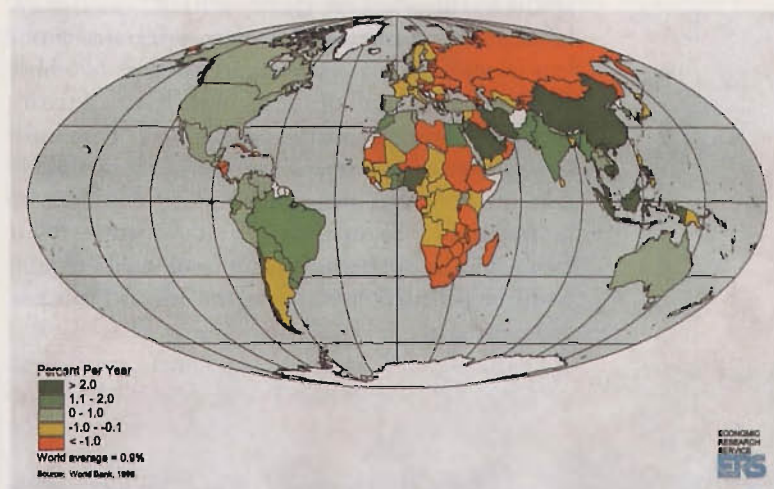 Percent Per Year
> 2.0
1.1 - 2.0
0 - 1.0
-1.0 - -0.1
< -1.0
World average = 0.9%
Source: World Bank, 1998.
ECONOMIC
RESEARCH
SERVICE
ERS